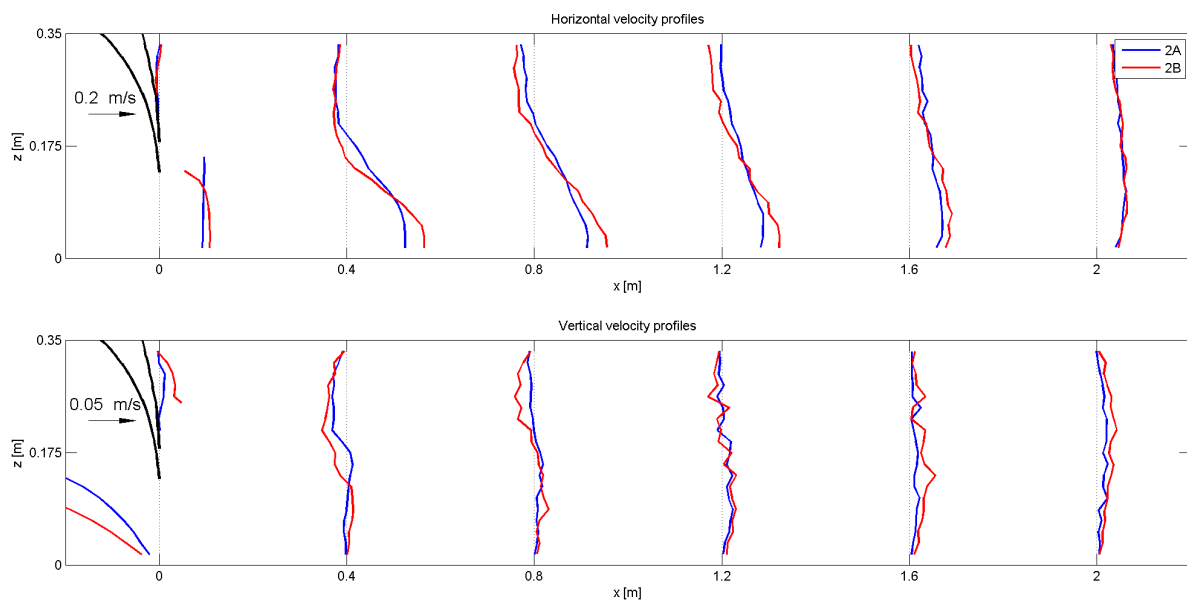 Horizontal velocity profiles
0.35
0.175
0
z [m]
0.2 m/s
2A
2B
0 0.4 0.8 1.2 1.6 2
x [m]
Vertical velocity profiles
0.35
0.175
0
z [m]
0.05 m/s
0 0.4 0.8 1.2 1.6 2
x [m]